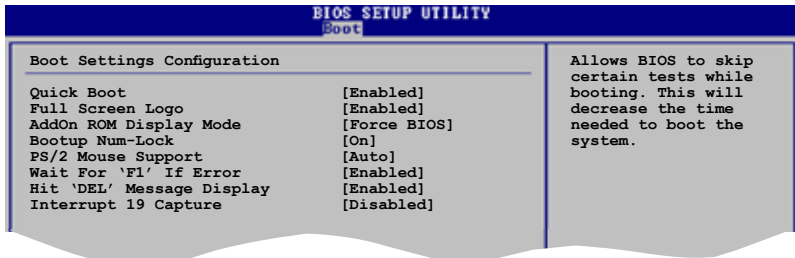 BIOS SETUP UTILITY
Boot
Boot Settings Configuration
Quick Boot [Enabled]
Full Screen Logo [Enabled]
AddOn ROM Display Mode [Force BIOS]
Bootup Num-Lock [On]
PS/2 Mouse Support [Auto]
Wait For ‘F1’ If Error [Enabled]
Hit ‘DEL’ Message Display [Enabled]
Interrupt 19 Capture [Disabled]
Allows BIOS to skip
certain tests while
booting. This will
decrease the time
needed to boot the
system.